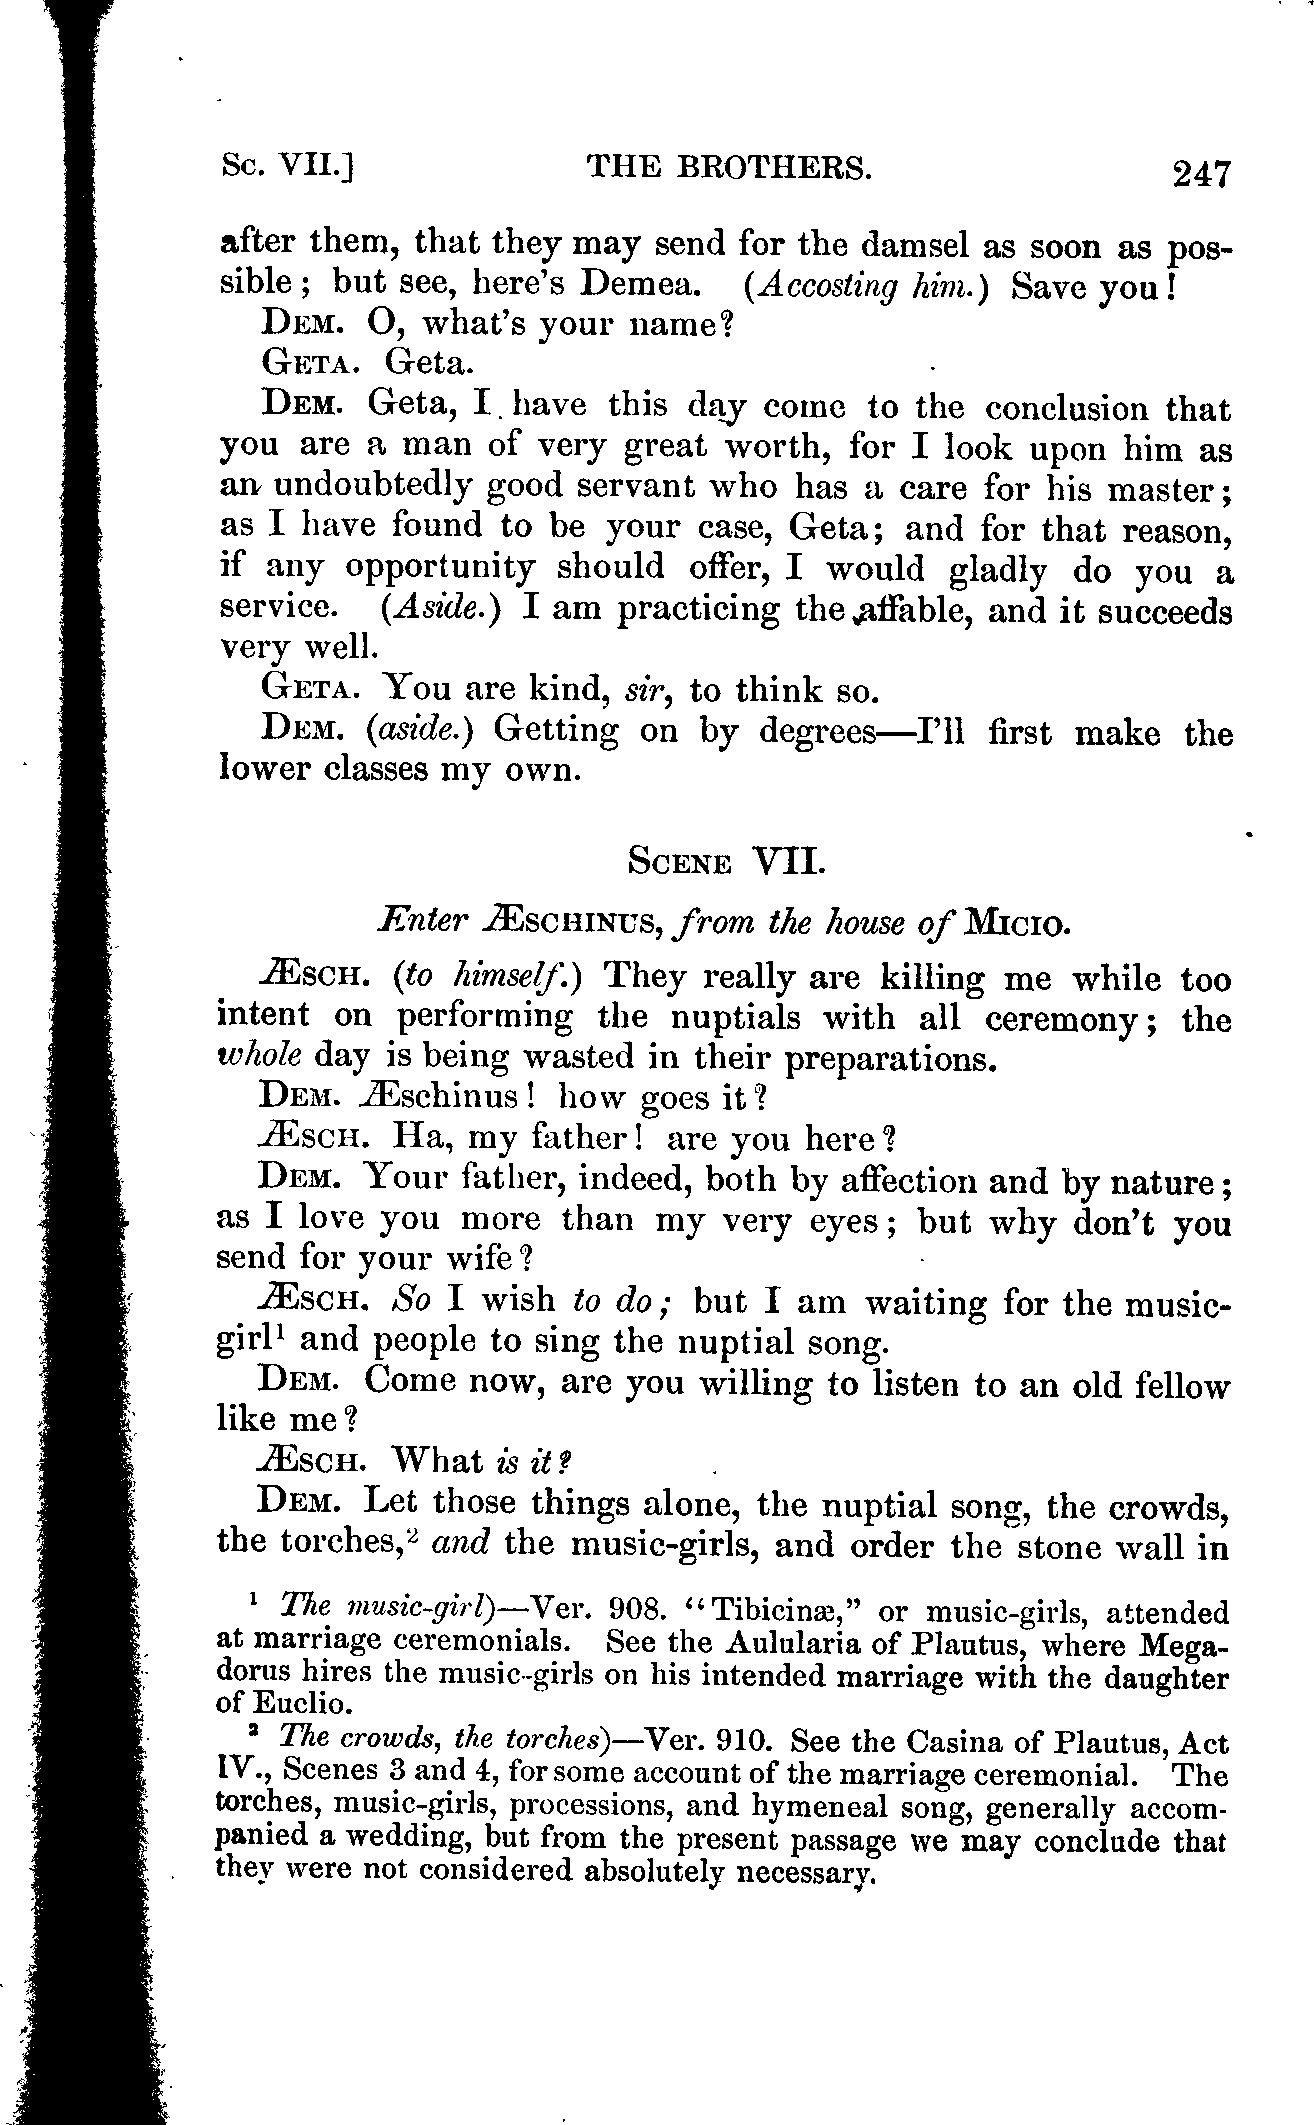 Sc. VII.] THE BROTHERS. 247
after them, that they may send for the damsel as soon as pos-
sible; but see, here's Demea. (Accosting him.) Save you!
DEM. O, what's your name?
GETA. Geta.
DEM. Geta, I have this day come to the conclusion that
you are a man of very great worth, for I look upon him as
an undoubtedly good servant who has a care for his master;
as I have found to be your case, Geta; and for that reason,
if any opportunity should offer, I would gladly do you a
service. (Aside.) I am practicing the affable, and it succeeds
very well.
GETA. You are kind, sir, to think so.
DEM. (aside.) Getting on by degrees—I'll first make the
lower classes my own.
SCENE VII.
Enter ÆSCHINUS, from the house of MICIO.
ÆSCH. (to himself.) They really are killing me while too
intent on performing the nuptials with all ceremony; the
whole day is being wasted in their preparations.
DEM. Æschinus! how goes it?
ÆSCH. Ha, my father! are you here?
DEM. Your father, indeed, both by affection and by nature;
as I love you more than my very eyes; but why don't you
send for your wife?
ÆSCH. So I wish to do; but I am waiting for the music-
girl¹ and people to sing the nuptial song.
DEM. Come now, are you willing to listen to an old fellow
like me?
ÆSCH. What is it?
DEM. Let those things alone, the nuptial song, the crowds,
the torches,² and the music-girls, and order the stone wall in
¹ The music-girl)—Ver. 908. "Tibicinæ," or music-girls, attended
at marriage ceremonials. See the Aulularia of Plautus, where Mega-
dorus hires the music-girls on his intended marriage with the daughter
of Euclio.
² The crowds, the torches)—Ver. 910. See the Casina of Plautus, Act
IV., Scenes 3 and 4, for some account of the marriage ceremonial. The
torches, music-girls, processions, and hymeneal song, generally accom-
panied a wedding, but from the present passage we may conclude that
they were not considered absolutely necessary.